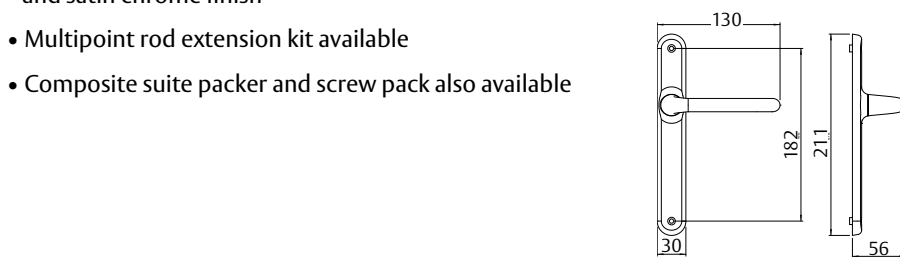 and satin chrome finish
• Multipoint rod extension kit available
• Composite suite packer and screw pack also available
130
182
211
30
56